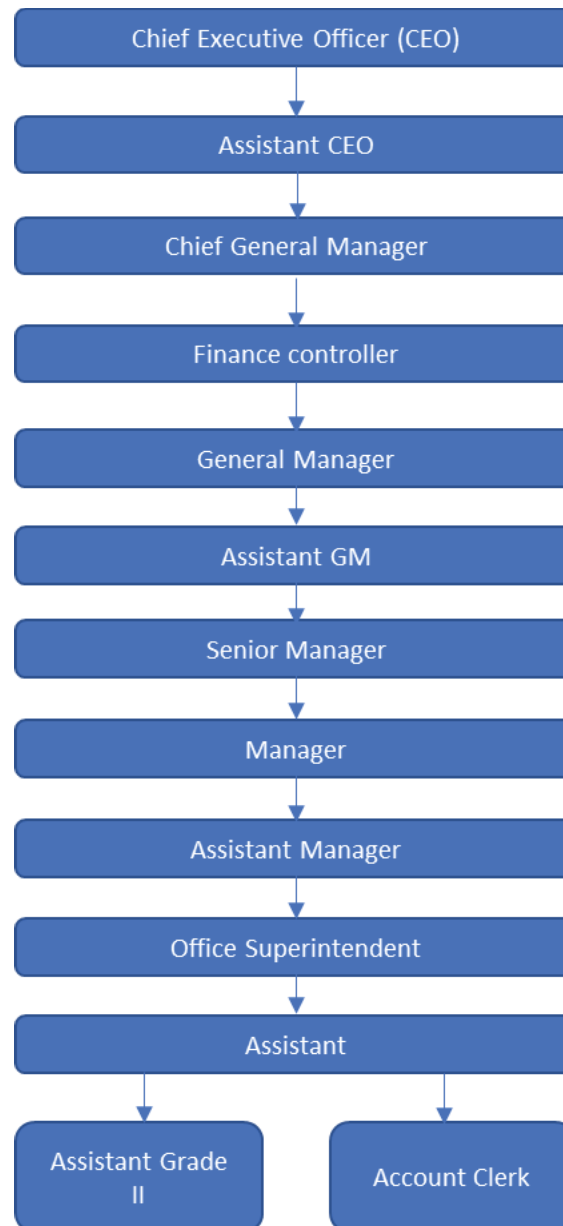 Chief Executive Officer (CEO)
Assistant CEO
Chief General Manager
Finance controller
General Manager
Assistant GM
Senior Manager
Manager
Assistant Manager
Office Superintendent
Assistant
Assistant Grade
II
Account Clerk